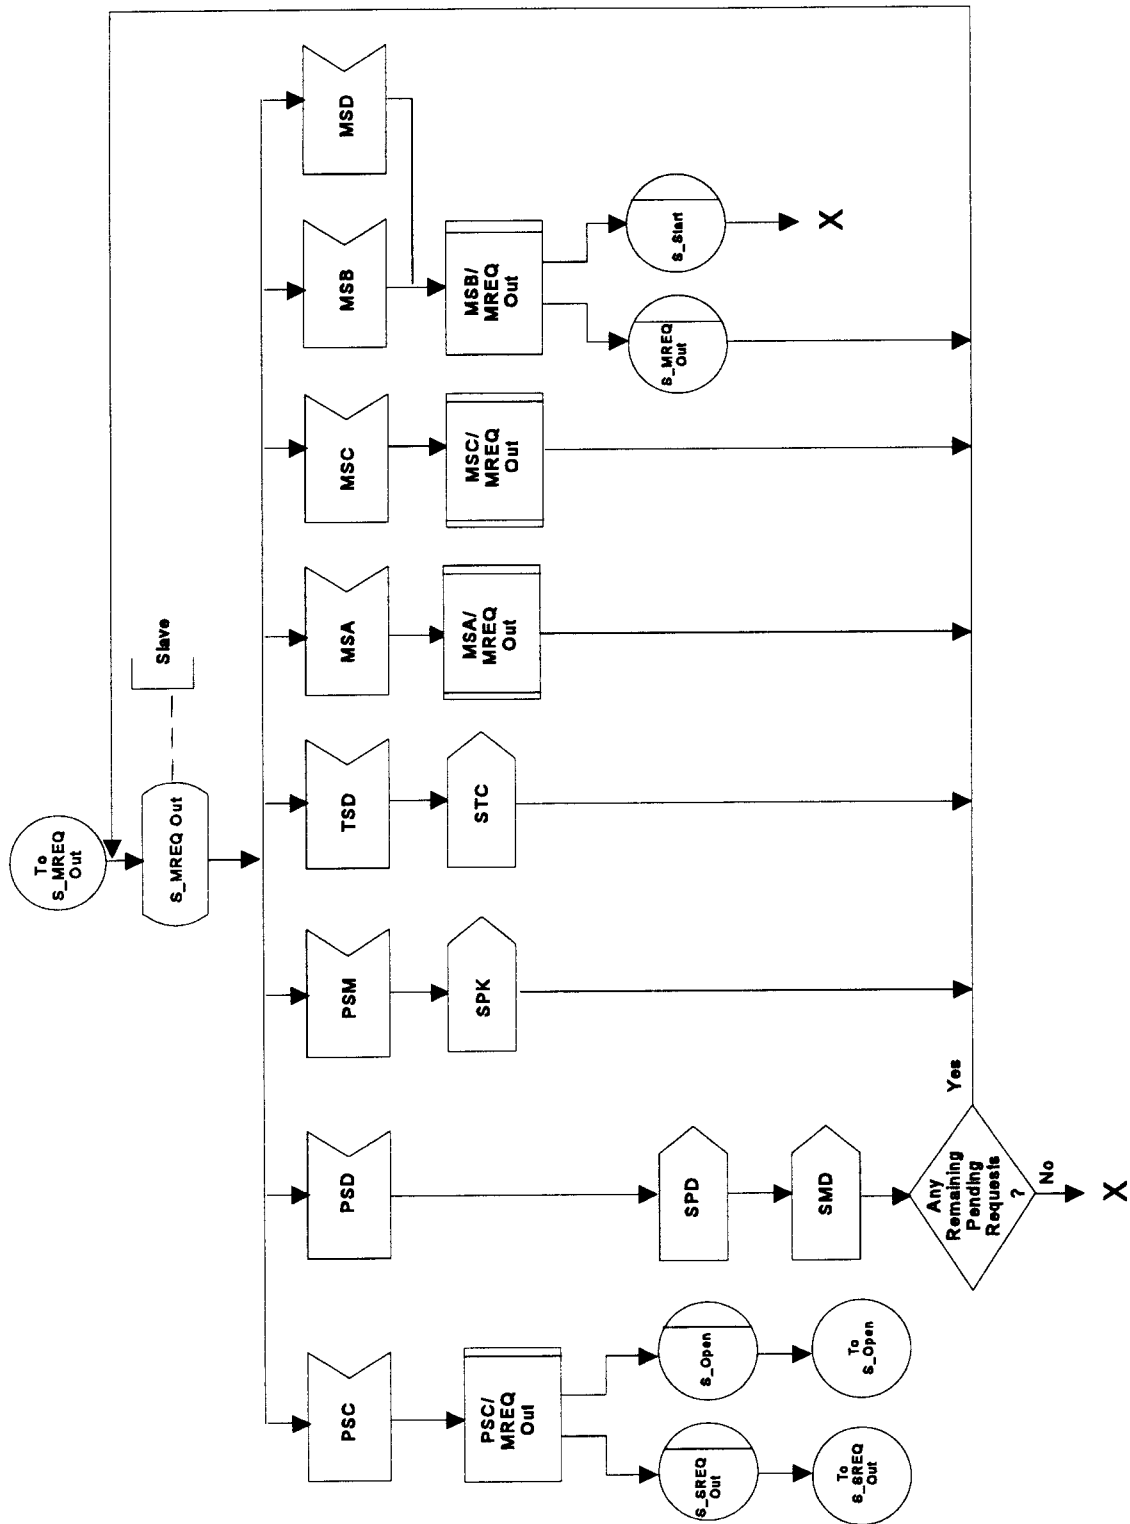 To
S_MREQ
Out
S_MREQ Out
Slave
PSC
PSD
PSM
TSD
MSA
MSC
MSB
MSD
PSC/
MREQ
Out
SPK
STC
MSA/
MREQ
Out
MSC/
MREQ
Out
MSB/
MREQ
Out
S_SREQ
Out
S_Open
SPD
S_MREQ
Out
S_Start
To
S_SREQ
Out
To
S_Open
SMD
X
Any
Remaining
Pending
Requests
?
Yes
No
X